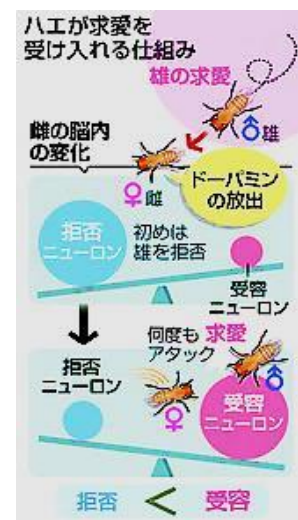 ハエが求愛を
受け入れる仕組み
雄の求愛
♂雄
雌の脳内
の変化
♀雌
ドーパミン
の放出
拒否
ニューロン
初めは
雄を拒否
受容
ニューロン
何度も求愛
アタック
拒否
ニューロン
♀
♂
受容
ニューロン
拒否 < 受容